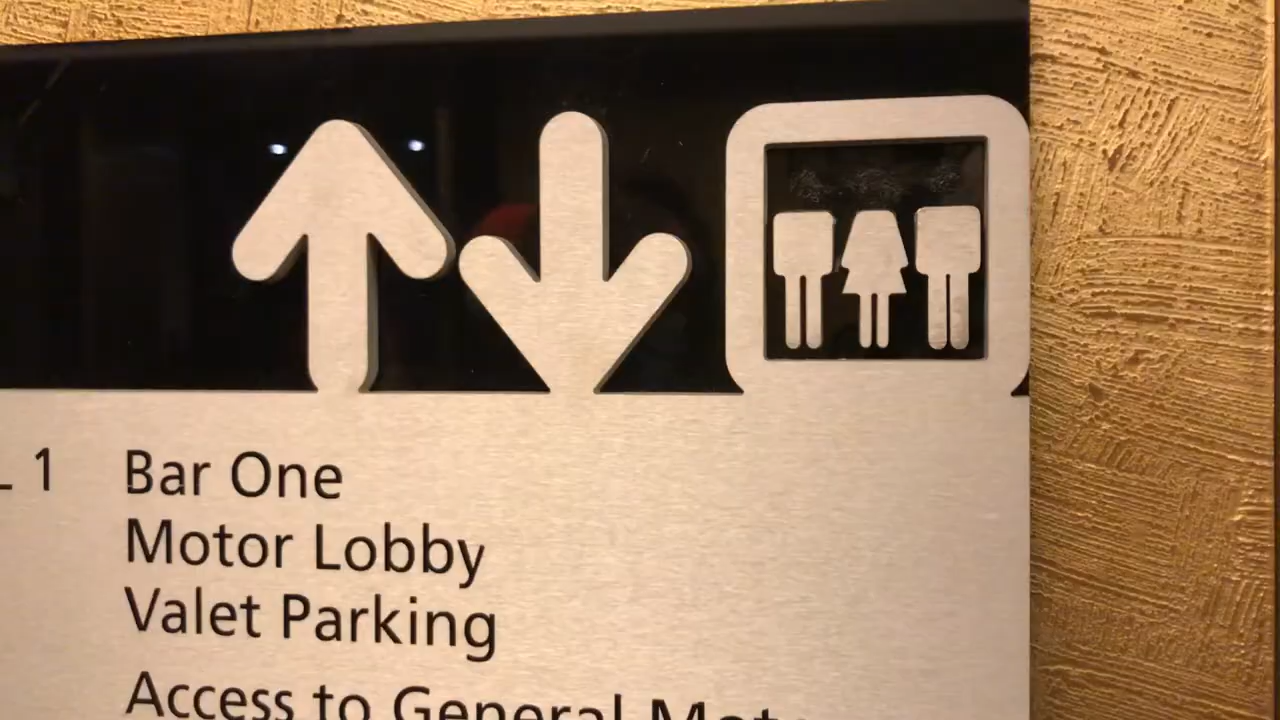 L 1 Bar One
Motor Lobby
Valet Parking
Access to General